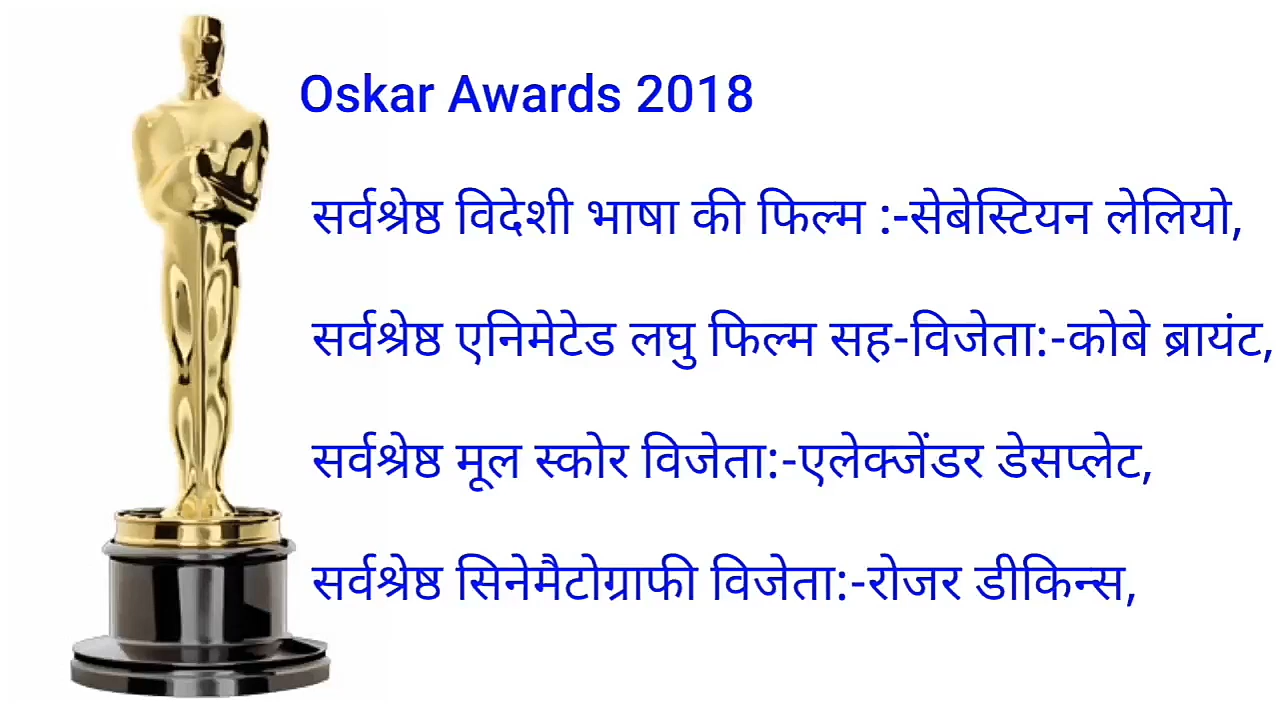 Oskar Awards 2018
सर्वश्रेष्ठ विदेशी भाषा की फिल्म :-सेबेस्टियन लेलियो,
सर्वश्रेष्ठ एनिमेटेड लघु फिल्म सह-विजेता:-कोबे ब्रायंट,
सर्वश्रेष्ठ मूल स्कोर विजेता:-एलेक्जेंडर डेसप्लेट,
सर्वश्रेष्ठ सिनेमैटोग्राफी विजेता:-रोजर डीकिन्स,